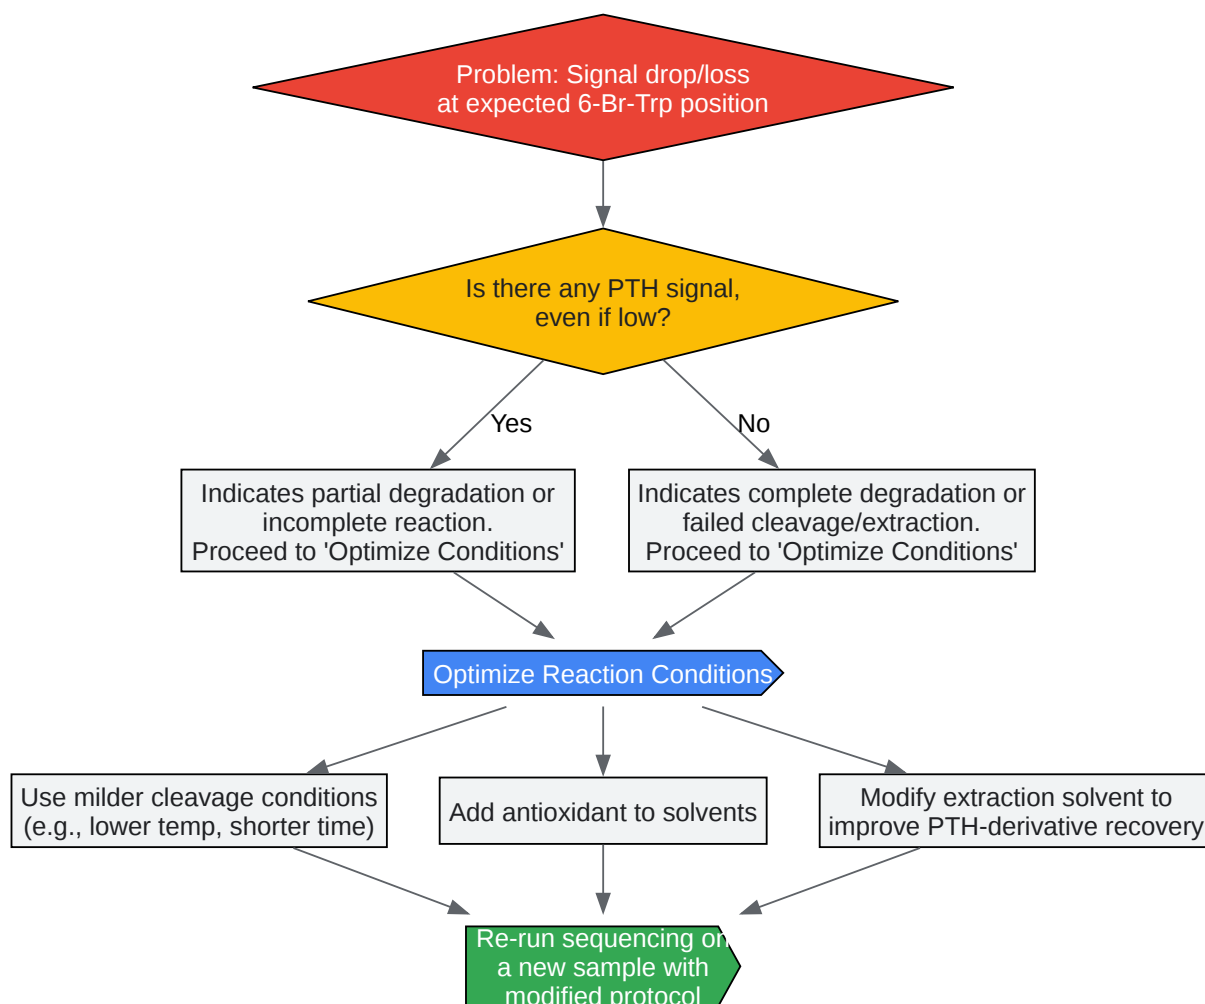 Problem: Signal drop/loss
at expected 6-Br-Trp position
Is there any PTH signal,
even if low?
Yes
No
Indicates partial degradation or
incomplete reaction.
Proceed to 'Optimize Conditions'
Indicates complete degradation or
failed cleavage/extraction.
Proceed to 'Optimize Conditions'
Optimize Reaction Conditions
Use milder cleavage conditions
(e.g., lower temp, shorter time)
Add antioxidant to solvents
Modify extraction solvent to
improve PTH-derivative recovery
Re-run sequencing on
a new sample with
modified protocol